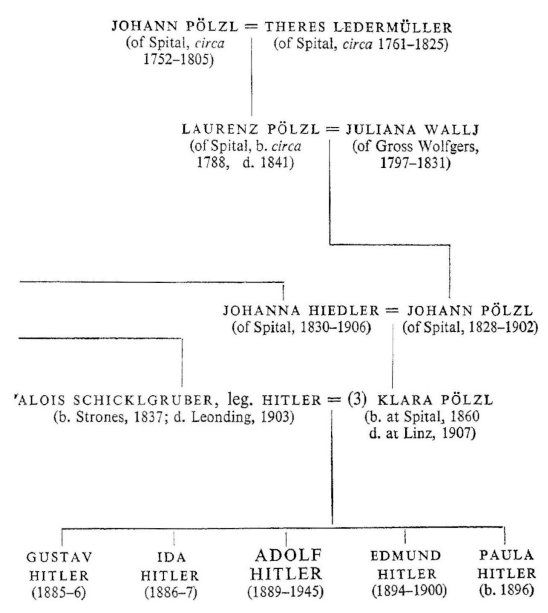 JOHANN PÖLZL = THERES LEDERMÜLLER
(of Spital, circa (of Spital, circa 1761–1825)
1752–1805)
LAURENZ PÖLZL = JULIANA WALLJ
(of Spital, b. circa (of Gross Wolfgers,
1788, d. 1841) 1797–1831)
JOHANNA HIEDLER = JOHANN PÖLZL
(of Spital, 1830–1906) (of Spital, 1828–1902)
ALOIS SCHICKLGRUBER, leg. HITLER = (3) KLARA PÖLZL
(b. Strones, 1837; d. Leonding, 1903) (b. at Spital, 1860
d. at Linz, 1907)
GUSTAV IDA ADOLF EDMUND PAULA
HITLER HITLER HITLER HITLER HITLER
(1885–6) (1886–7) (1889–1945) (1894–1900) (b. 1896)